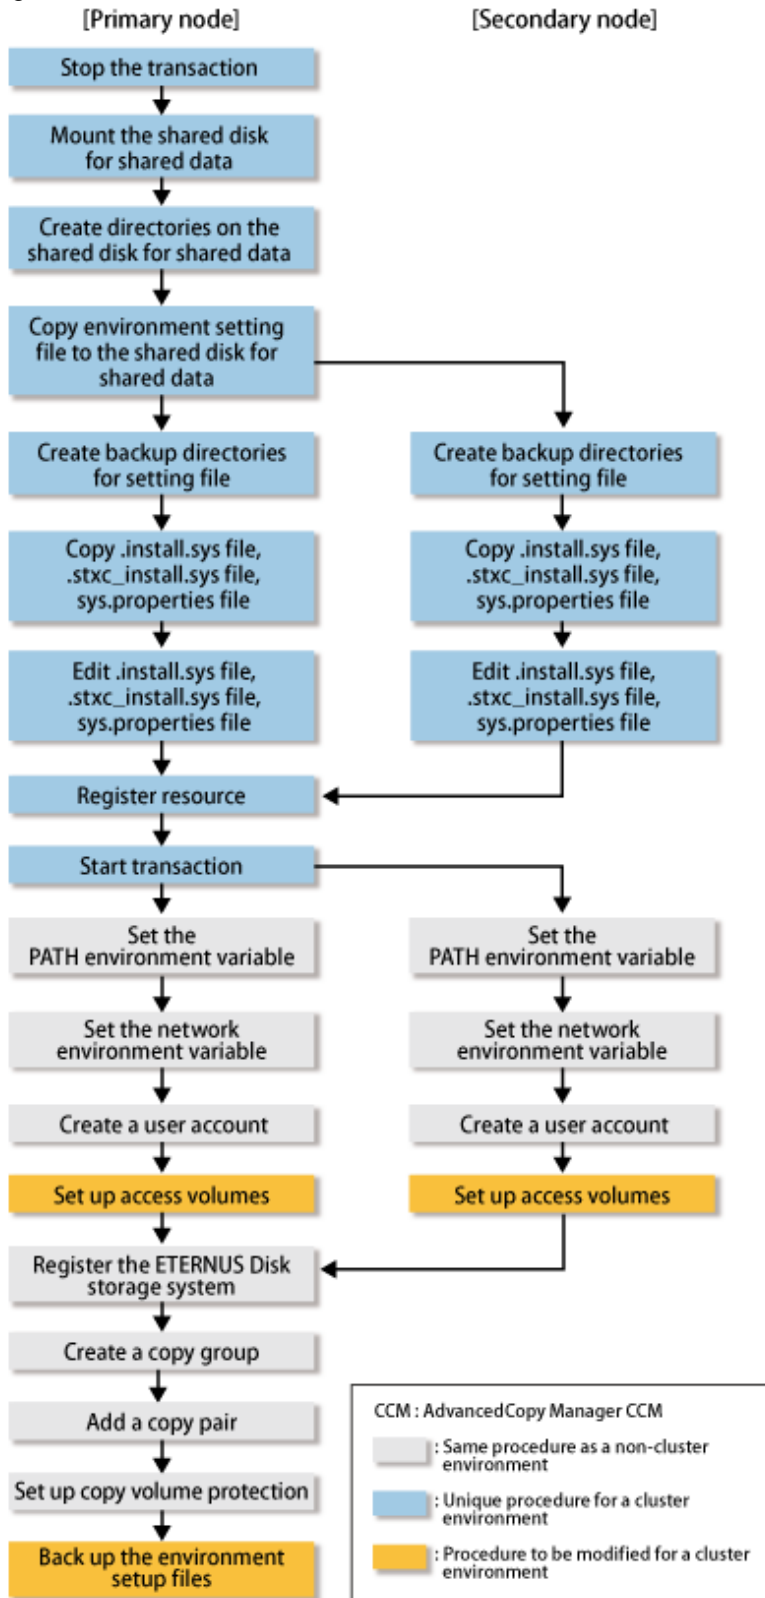 [Primary node]
[Secondary node]
Stop the transaction
Mount the shared disk
for shared data
Create directories on the
shared disk for shared data
Copy environment setting
file to the shared disk for
shared data
Create backup directories
for setting file
Create backup directories
for setting file
Copy .install.sys file,
.stxc_install.sys file,
sys.properties file
Copy .install.sys file,
.stxc_install.sys file,
sys.properties file
Edit .install.sys file,
.stxc_install.sys file,
sys.properties file
Edit .install.sys file,
.stxc_install.sys file,
sys.properties file
Register resource
Start transaction
Set the
PATH environment variable
Set the
PATH environment variable
Set the network
environment variable
Set the network
environment variable
Create a user account
Create a user account
Set up access volumes
Set up access volumes
Register the ETERNUS Disk
storage system
Create a copy group
Add a copy pair
Set up copy volume protection
Back up the environment
setup files
CCM : AdvancedCopy Manager CCM
: Same procedure as a non-cluster
environment
: Unique procedure for a cluster
environment
: Procedure to be modified for a cluster
environment